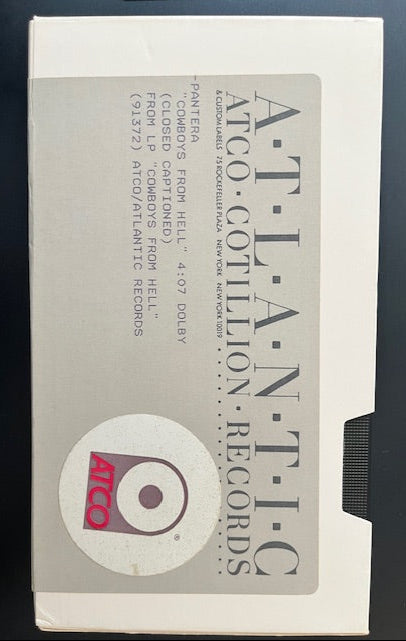 A·T·L·A·N·T·I·C
ATCO·COTILLION·RECORDS
& CUSTOM LABELS 75 ROCKEFELLER PLAZA NEW YORK NEW YORK 10019
PANTERA
"COWBOYS FROM HELL" 4:07 DOLBY
(CLOSED CAPTIONED)
FROM LP "COWBOYS FROM HELL"
(91372) ATCO/ATLANTIC RECORDS
ATCO
®